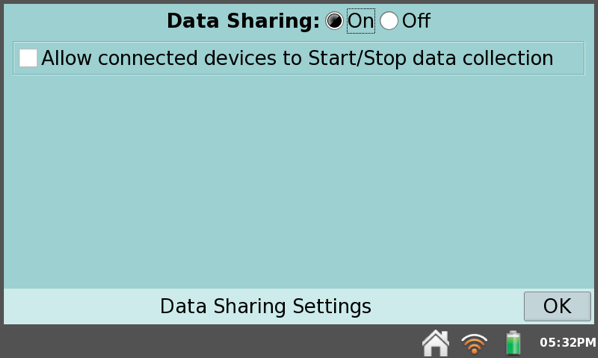 Data Sharing: On Off
Allow connected devices to Start/Stop data collection
Data Sharing Settings OK
05:32PM